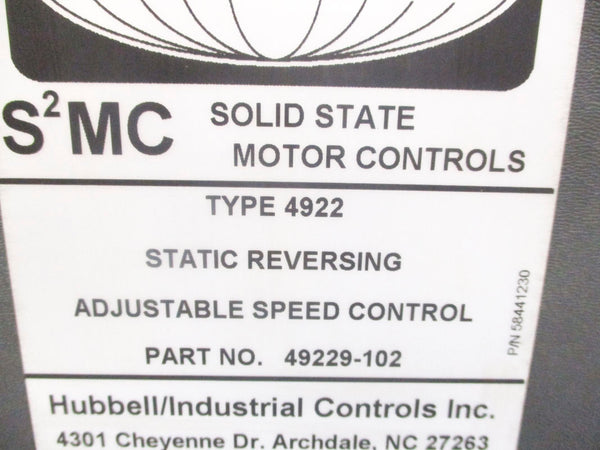 S²MC SOLID STATE
MOTOR CONTROLS
TYPE 4922
STATIC REVERSING
ADJUSTABLE SPEED CONTROL
PART NO. 49229-102
P/N 58441230
Hubbell/Industrial Controls Inc.
4301 Cheyenne Dr. Archdale, NC 27263